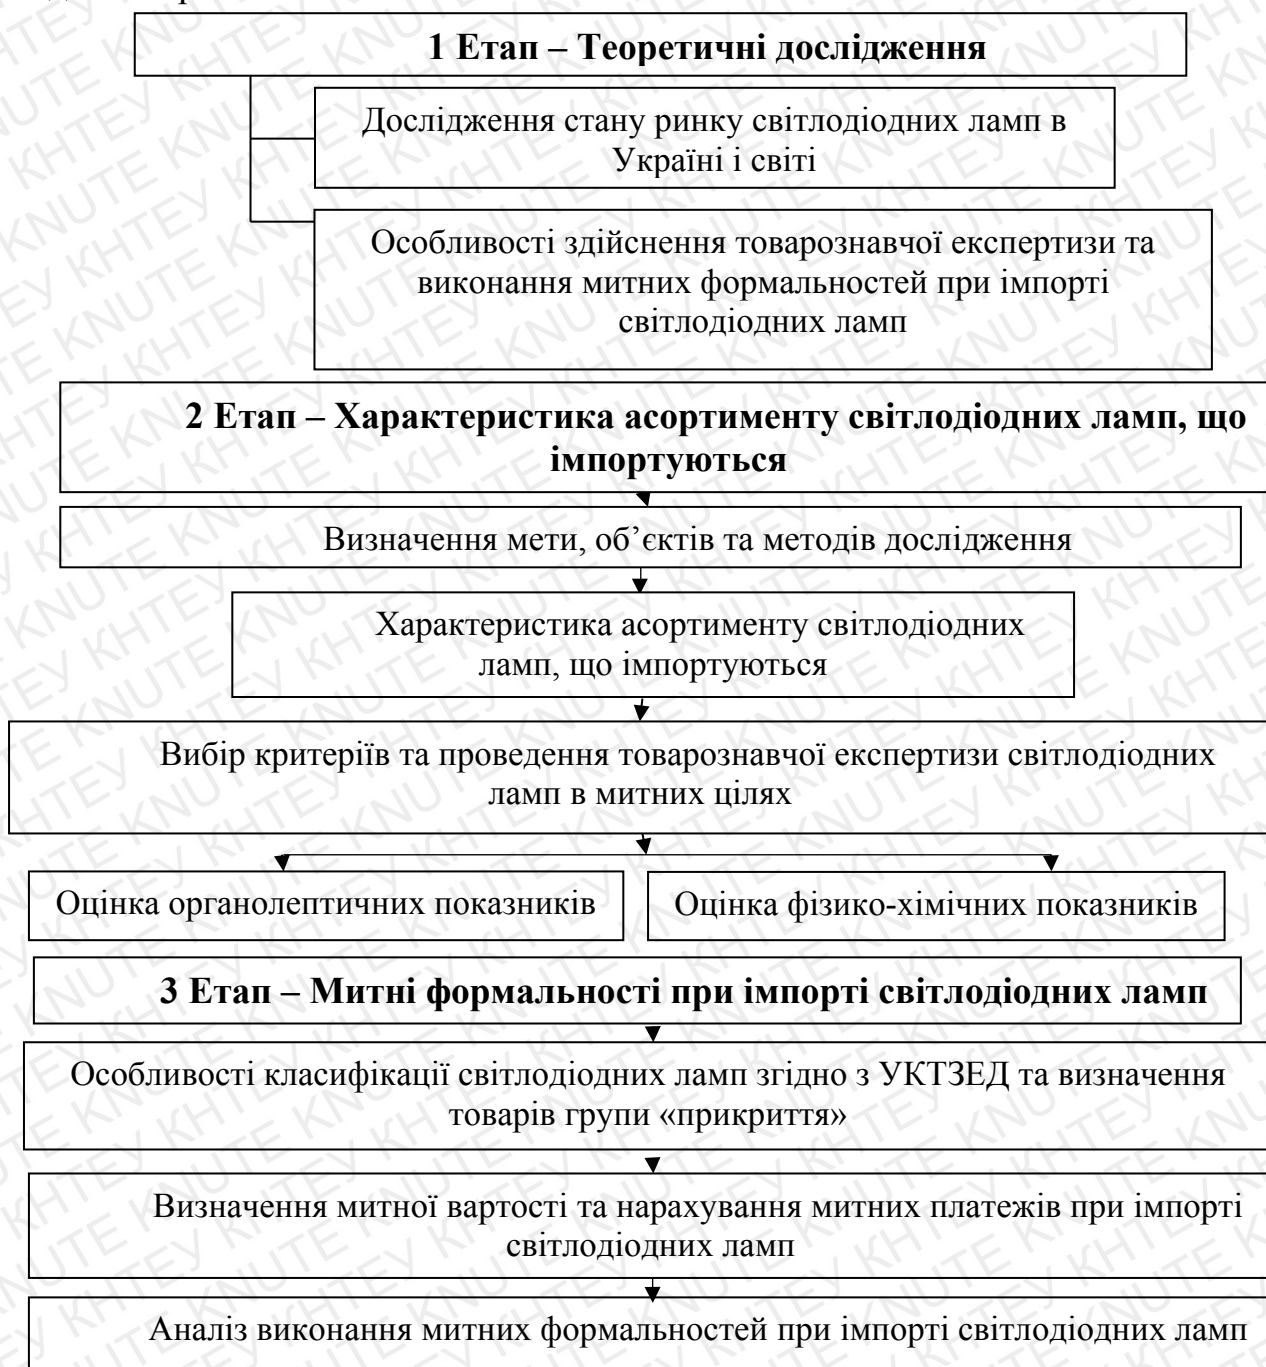 1 Етап – Теоретичні дослідження
Дослідження стану ринку світлодіодних ламп в
Україні і світі
Особливості здійснення товарознавчої експертизи та
виконання митних формальностей при імпорті
світлодіодних ламп
2 Етап – Характеристика асортименту світлодіодних ламп, що
імпортуються
Визначення мети, об’єктів та методів дослідження
Характеристика асортименту світлодіодних
ламп, що імпортуються
Вибір критеріїв та проведення товарознавчої експертизи світлодіодних
ламп в митних цілях
Оцінка органолептичних показників
Оцінка фізико-хімічних показників
3 Етап – Митні формальності при імпорті світлодіодних ламп
Особливості класифікації світлодіодних ламп згідно з УКТЗЕД та визначення
товарів групи «прикриття»
Визначення митної вартості та нарахування митних платежів при імпорті
світлодіодних ламп
Аналіз виконання митних формальностей при імпорті світлодіодних ламп